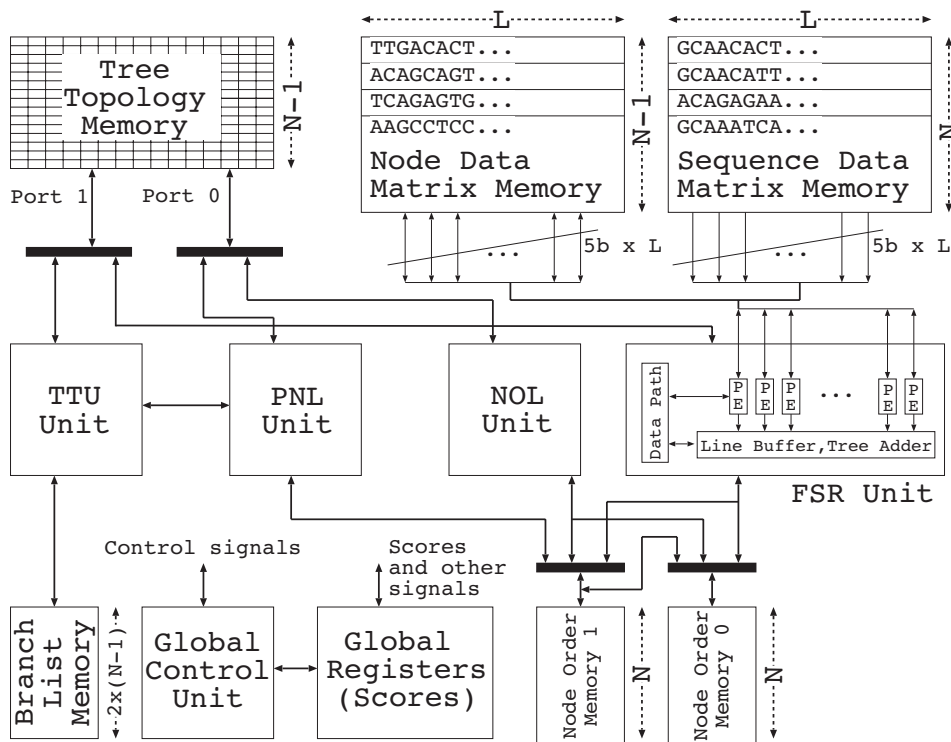 L
L
TTGACACT...
ACAGCAGT
TCAGAGTG...
AAGCCTCC...
Node Data
Matrix Memory
N-1
GCAACACT...
GCAACATT...
ACAGAGAA...
GCAAATCA...
Sequence Data
Matrix Memory
N
Tree
Topology
Memory
N-1
Port 1
Port 0
...
5b x L
...
5b x L
TTU
Unit
PNL
Unit
NOL
Unit
Data Path
PE
PE
PE
...
PE
PE
Line Buffer,Tree Adder
FSR Unit
Control signals
Scores
and other
signals
Branch
List
Memory
2x(N-1)
Global
Control
Unit
Global
Registers
(Scores)
Node Order
Memory 1
N
Node Order
Memory 0
N